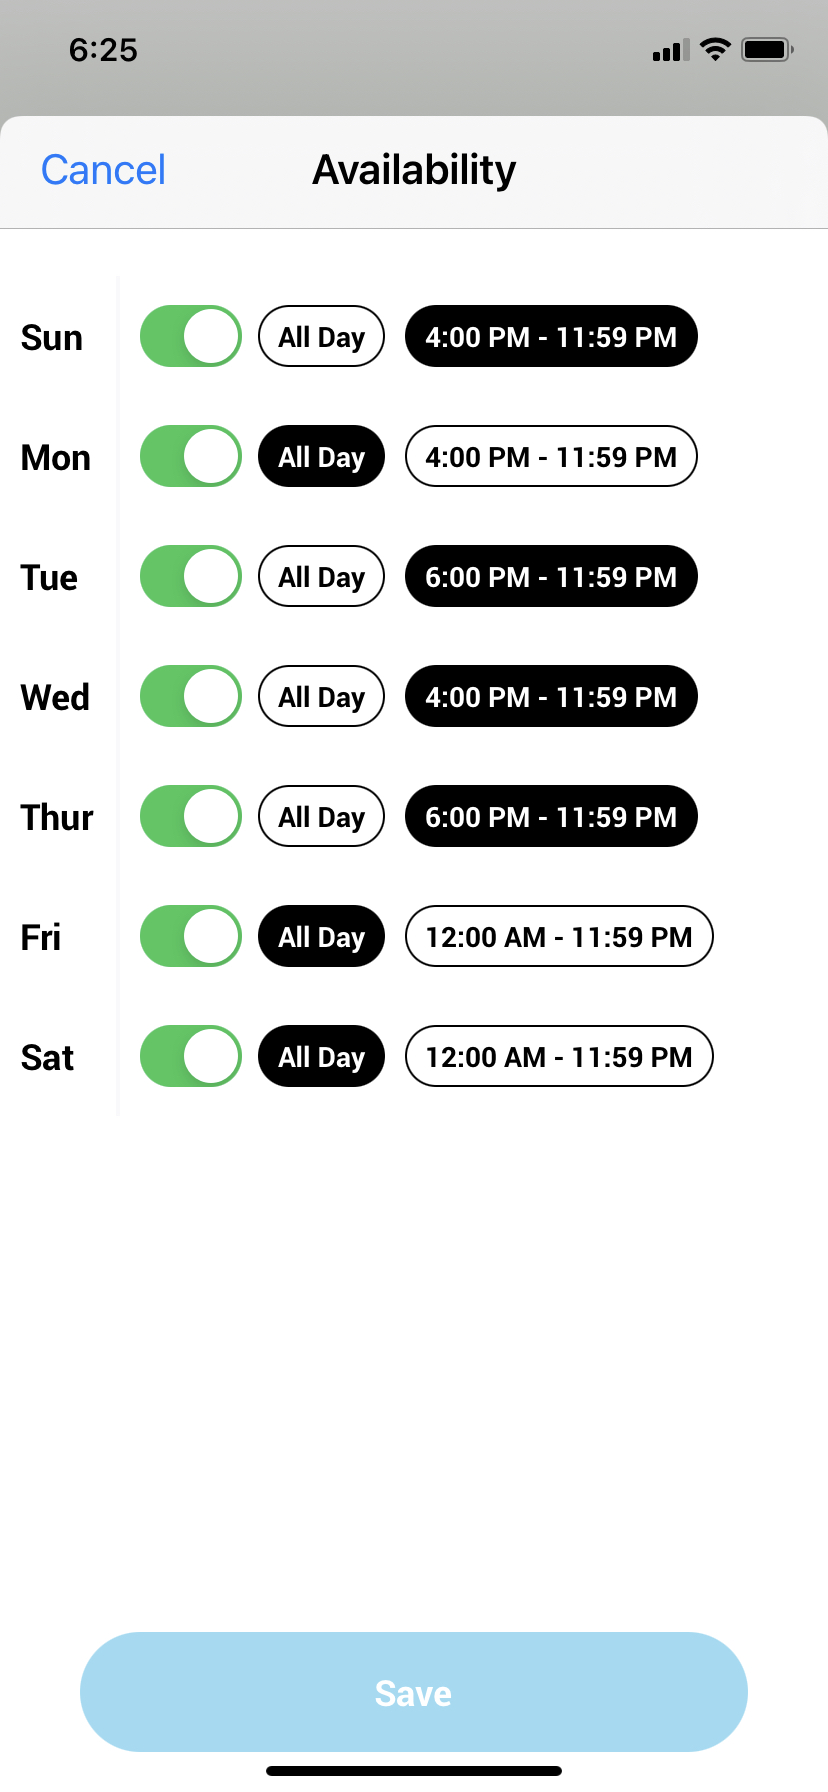 6:25
Cancel Availability
Sun All Day 4:00 PM - 11:59 PM
Mon All Day 4:00 PM - 11:59 PM
Tue All Day 6:00 PM - 11:59 PM
Wed All Day 4:00 PM - 11:59 PM
Thur All Day 6:00 PM - 11:59 PM
Fri All Day 12:00 AM - 11:59 PM
Sat All Day 12:00 AM - 11:59 PM
Save